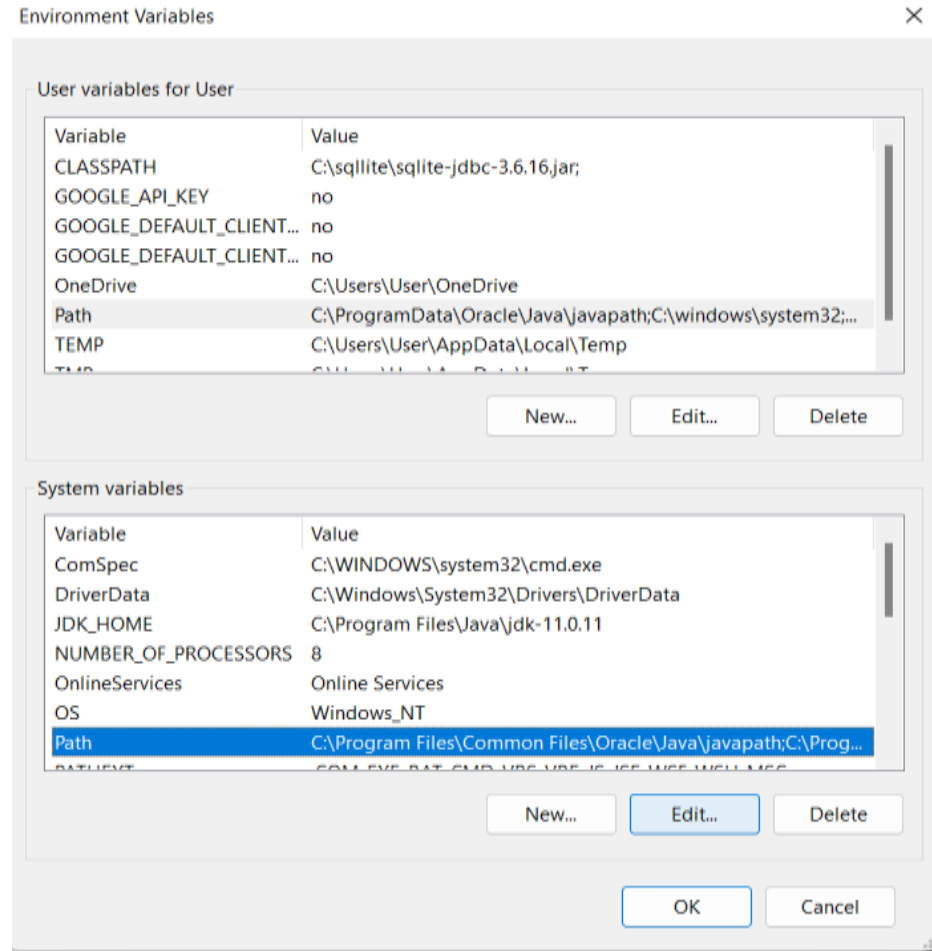 Environment Variables
User variables for User
Variable Value
CLASSPATH C:\sqllite\sqlite-jdbc-3.6.16.jar;
GOOGLE_API_KEY no
GOOGLE_DEFAULT_CLIENT... no
GOOGLE_DEFAULT_CLIENT... no
OneDrive C:\Users\User\OneDrive
Path C:\ProgramData\Oracle\Java\javapath;C:\windows\system32;...
TEMP C:\Users\User\AppData\Local\Temp
New... Edit... Delete
System variables
Variable Value
ComSpec C:\WINDOWS\system32\cmd.exe
DriverData C:\Windows\System32\Drivers\DriverData
JDK_HOME C:\Program Files\Java\jdk-11.0.11
NUMBER_OF_PROCESSORS 8
OnlineServices Online Services
OS Windows_NT
Path C:\Program Files\Common Files\Oracle\Java\javapath;C:\Prog...
New... Edit... Delete
OK Cancel